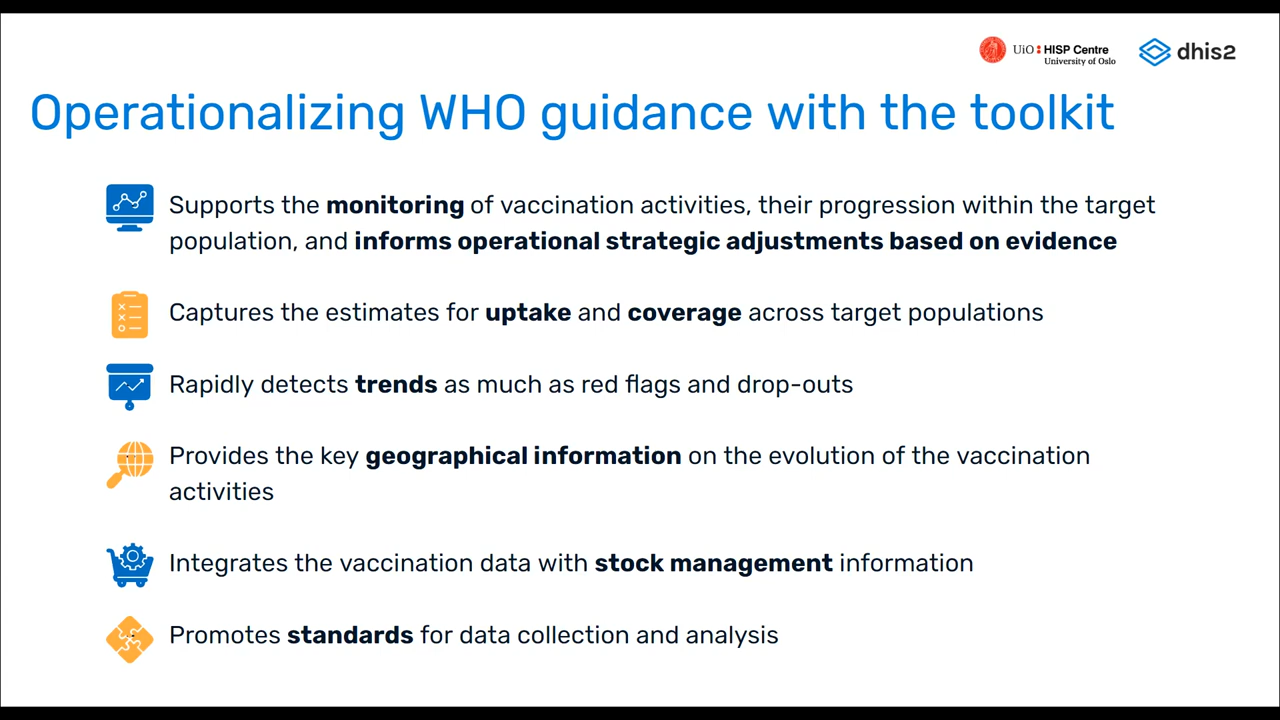 UiO HISP Centre
University of Oslo
dhis2
Operationalizing WHO guidance with the toolkit
Supports the monitoring of vaccination activities, their progression within the target
population, and informs operational strategic adjustments based on evidence
Captures the estimates for uptake and coverage across target populations
Rapidly detects trends as much as red flags and drop-outs
Provides the key geographical information on the evolution of the vaccination
activities
Integrates the vaccination data with stock management information
Promotes standards for data collection and analysis